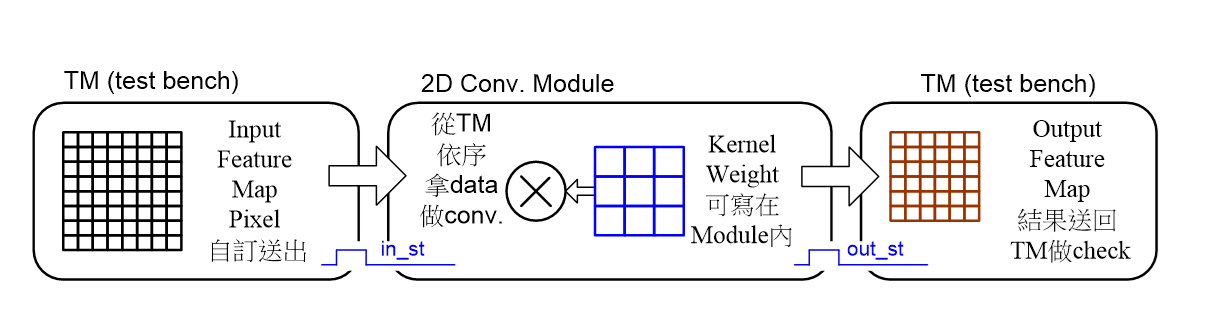 TM (test bench)
Input
Feature
Map
Pixel
自訂送出
in_st
2D Conv. Module
從TM
依序
拿data
做conv.
Kernel
Weight
可寫在
Module內
out_st
TM (test bench)
Output
Feature
Map
結果送回
TM做check